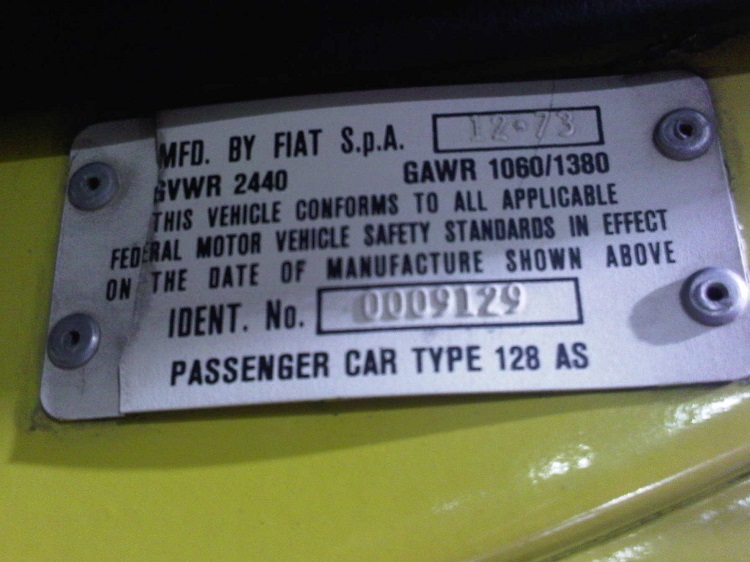 MFD. BY FIAT S.p.A. 12-73
GVWR 2440 GAWR 1060/1380
THIS VEHICLE CONFORMS TO ALL APPLICABLE
FEDERAL MOTOR VEHICLE SAFETY STANDARDS IN EFFECT
ON THE DATE OF MANUFACTURE SHOWN ABOVE
IDENT. No. 0009129
PASSENGER CAR TYPE 128 AS